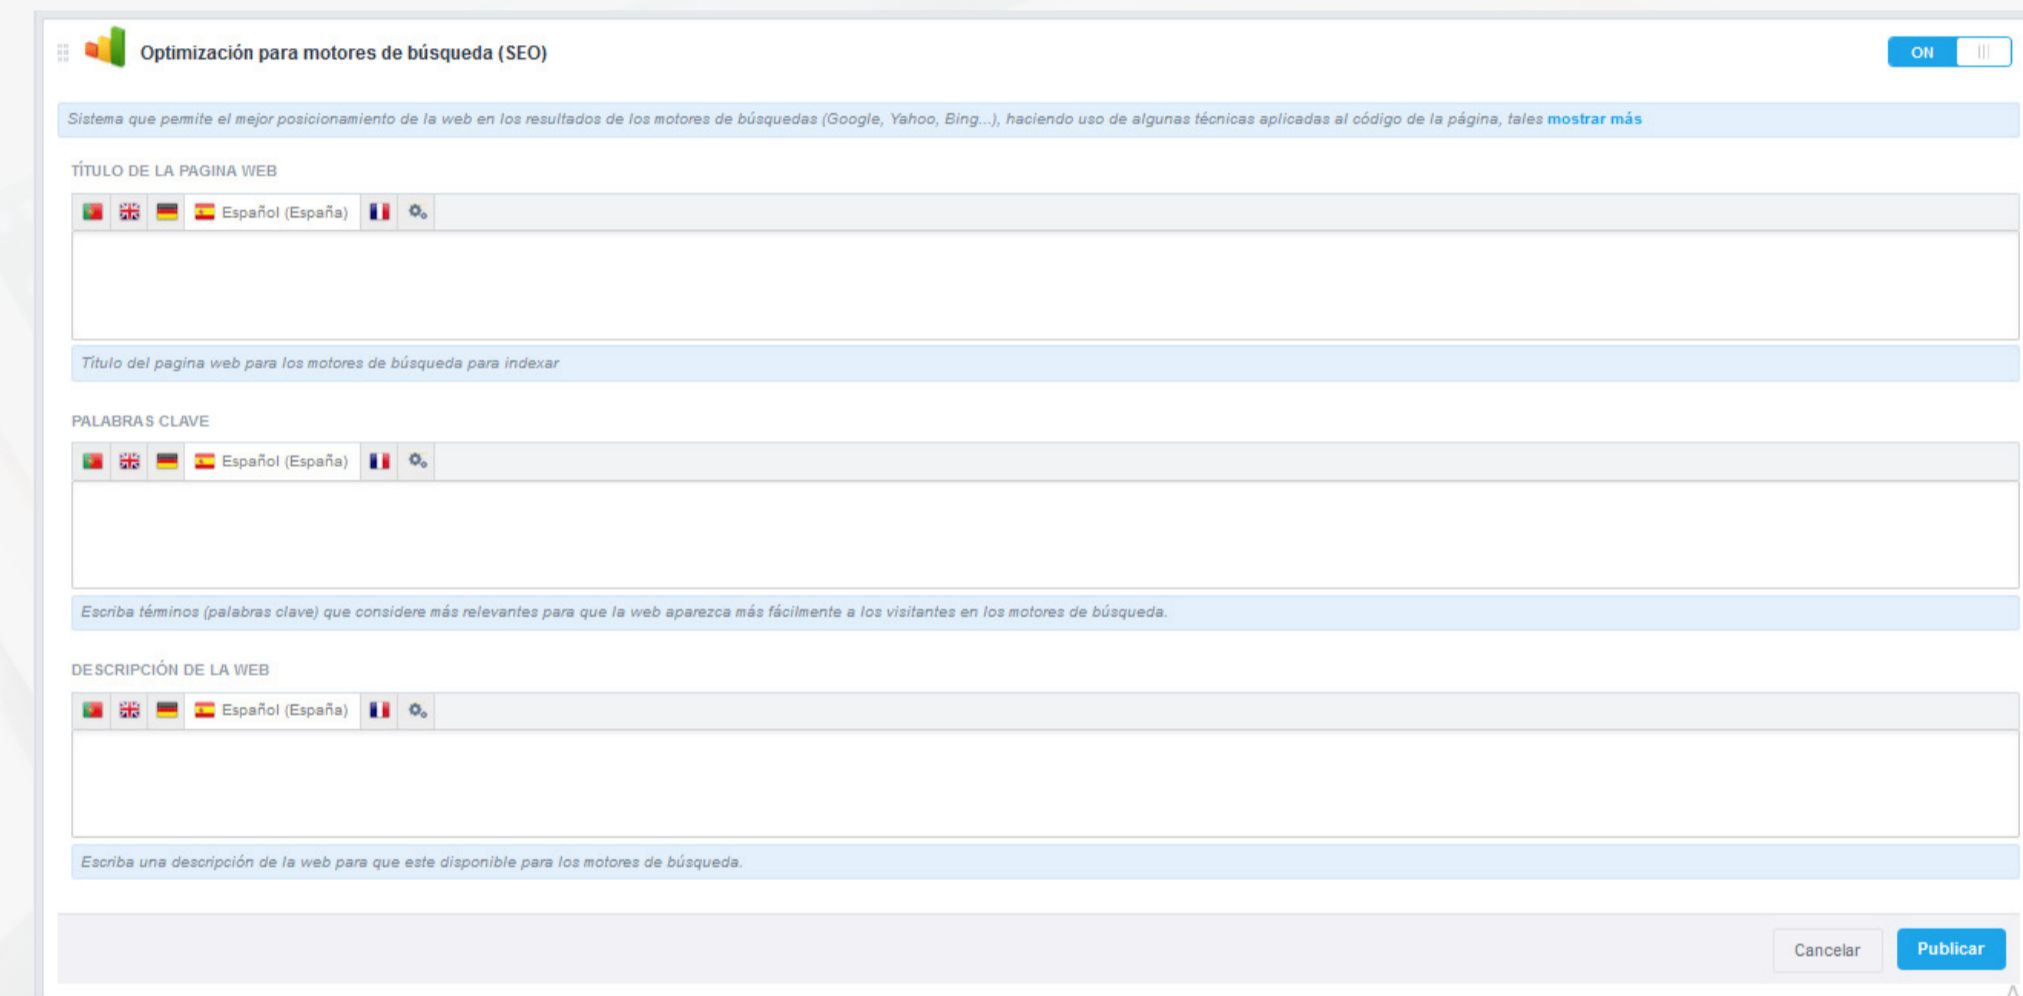 Optimización para motores de búsqueda (SEO)
ON
Sistema que permite el mejor posicionamiento de la web en los resultados de los motores de búsquedas (Google, Yahoo, Bing...), haciendo uso de algunas técnicas aplicadas al código de la página, tales mostrar más
TÍTULO DE LA PAGINA WEB
Español (España)
Título del pagina web para los motores de búsqueda para indexar
PALABRAS CLAVE
Español (España)
Escriba términos (palabras clave) que considere más relevantes para que la web aparezca más fácilmente a los visitantes en los motores de búsqueda.
DESCRIPCIÓN DE LA WEB
Español (España)
Escriba una descripción de la web para que este disponible para los motores de búsqueda.
Cancelar
Publicar